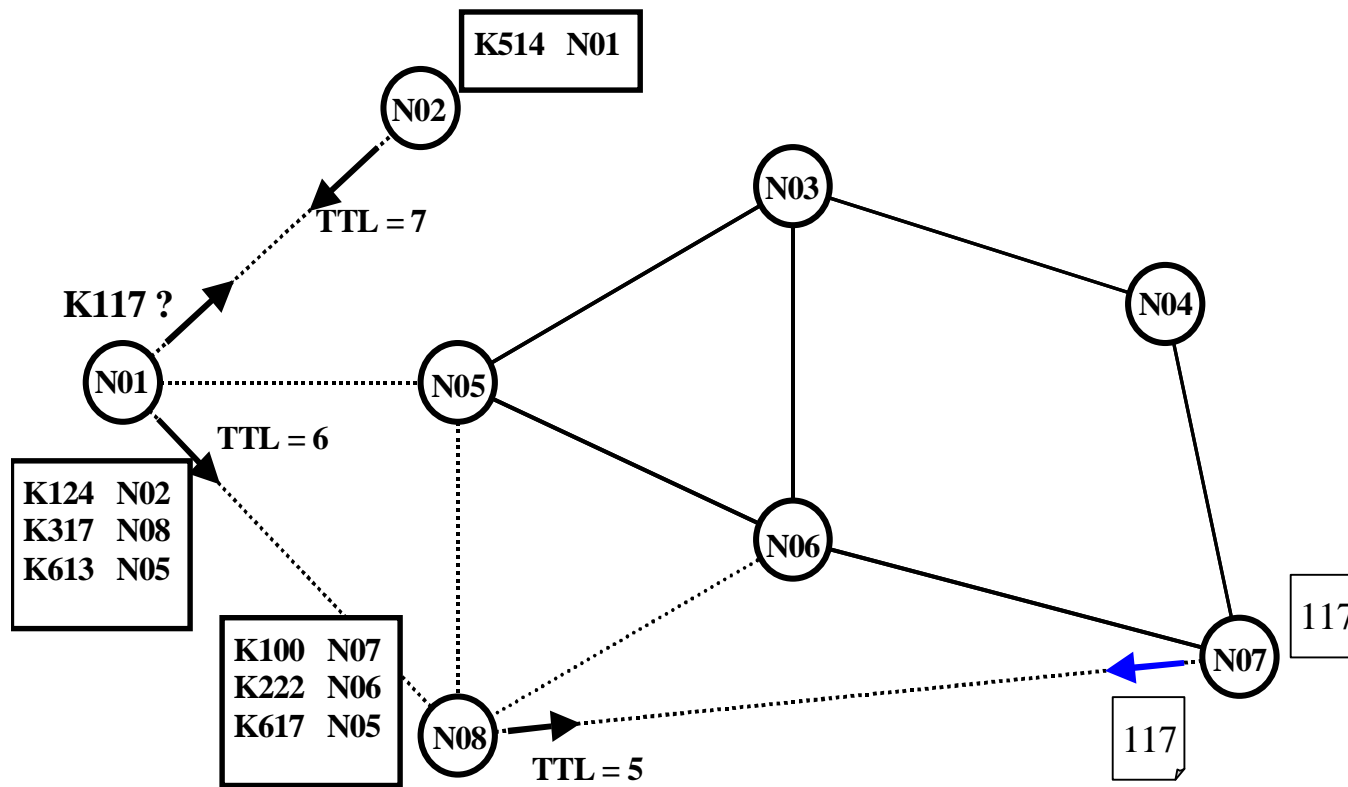 K514 N01
N02
N03
TTL = 7
K117 ?
N04
N01
N05
TTL = 6
K124 N02
K317 N08
K613 N05
N06
117
K100 N07
K222 N06
K617 N05
N07
N08
117
TTL = 5